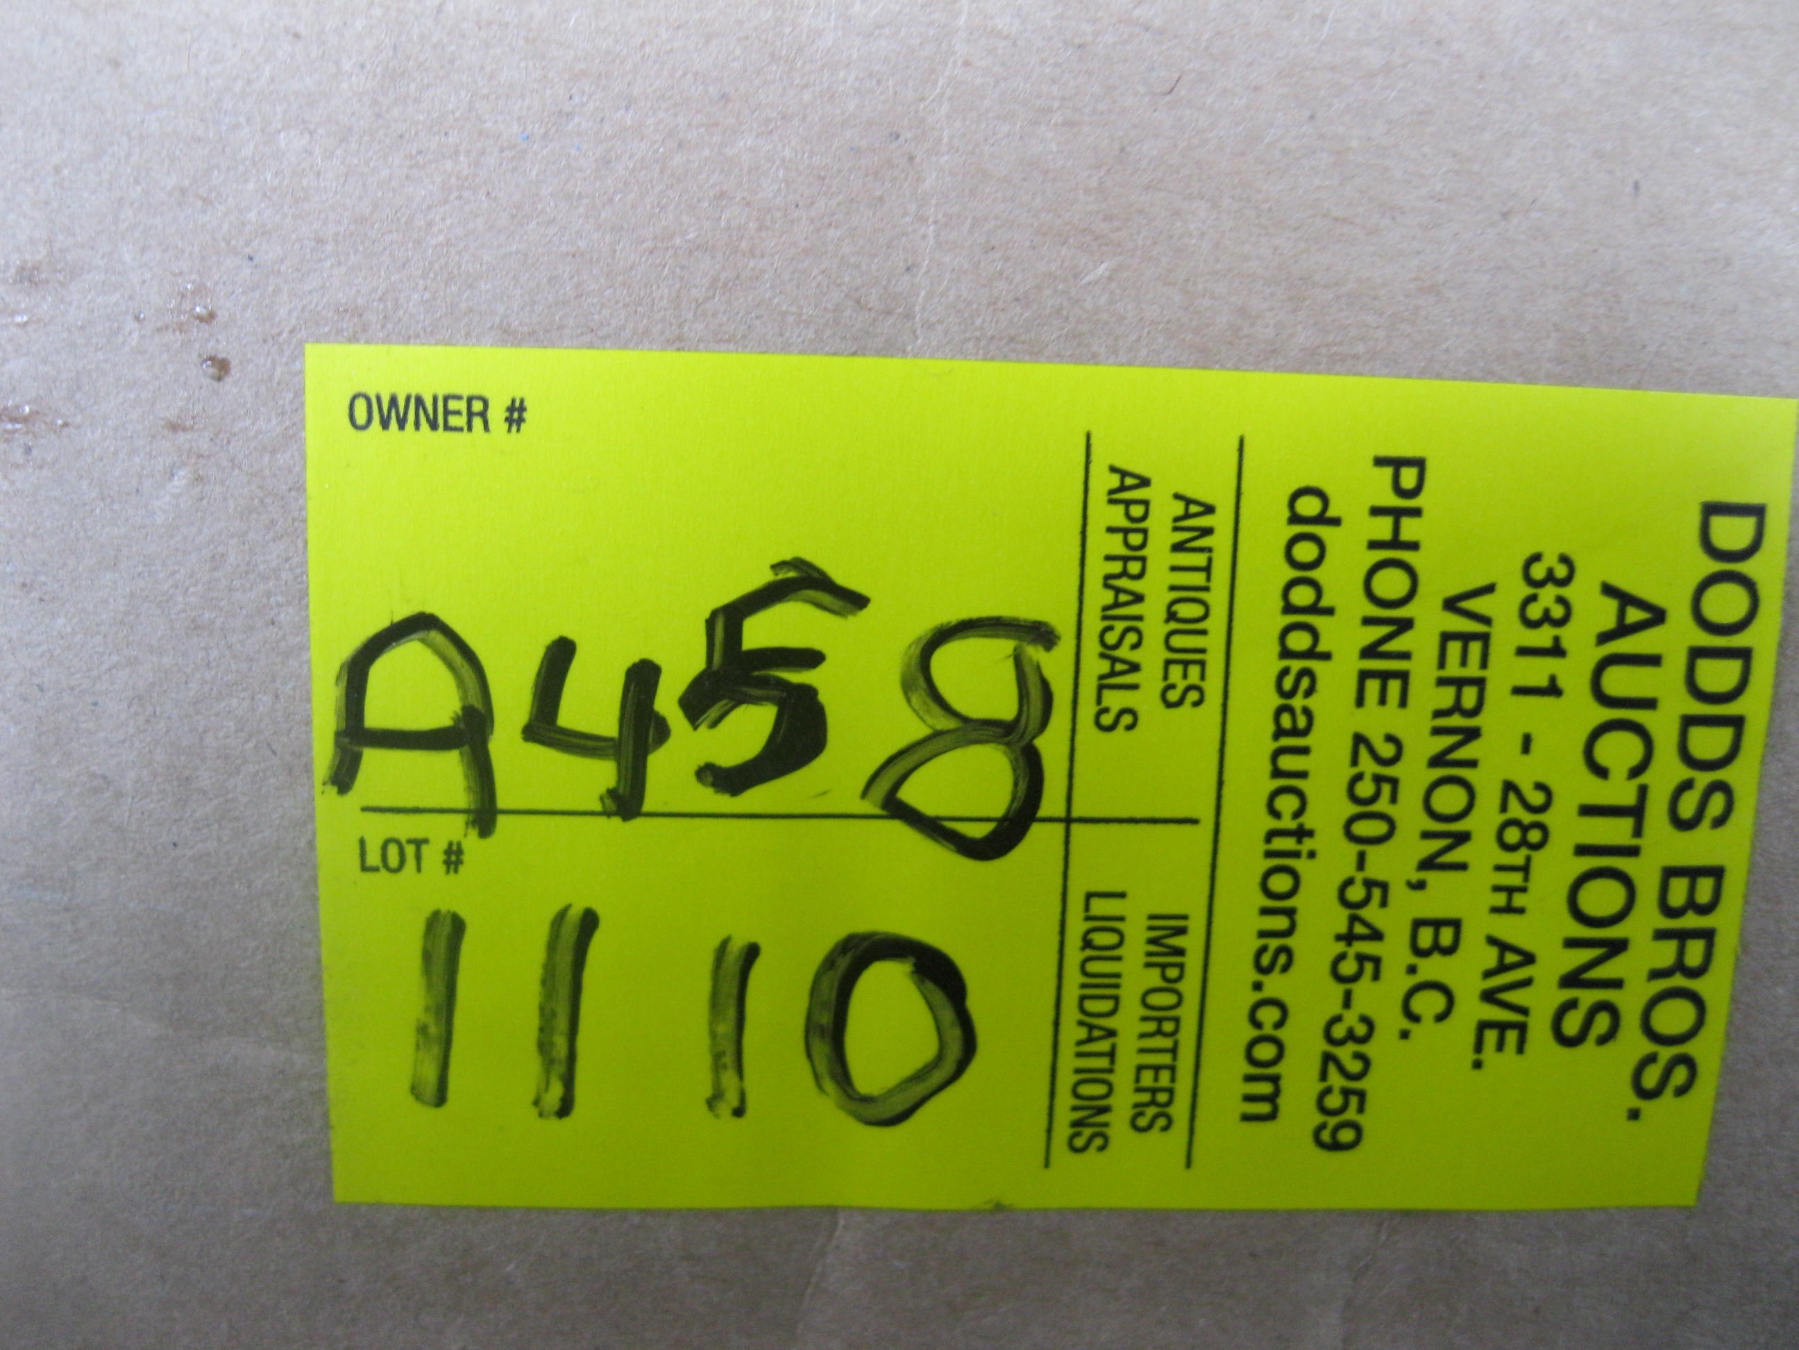 OWNER #
A458
LOT #
1110
DODDS BROS.
AUCTIONS
3311 - 28TH AVE.
VERNON, B.C.
PHONE 250-545-3259
doddsauctions.com
ANTIQUES
APPRAISALS
IMPORTERS
LIQUIDATIONS